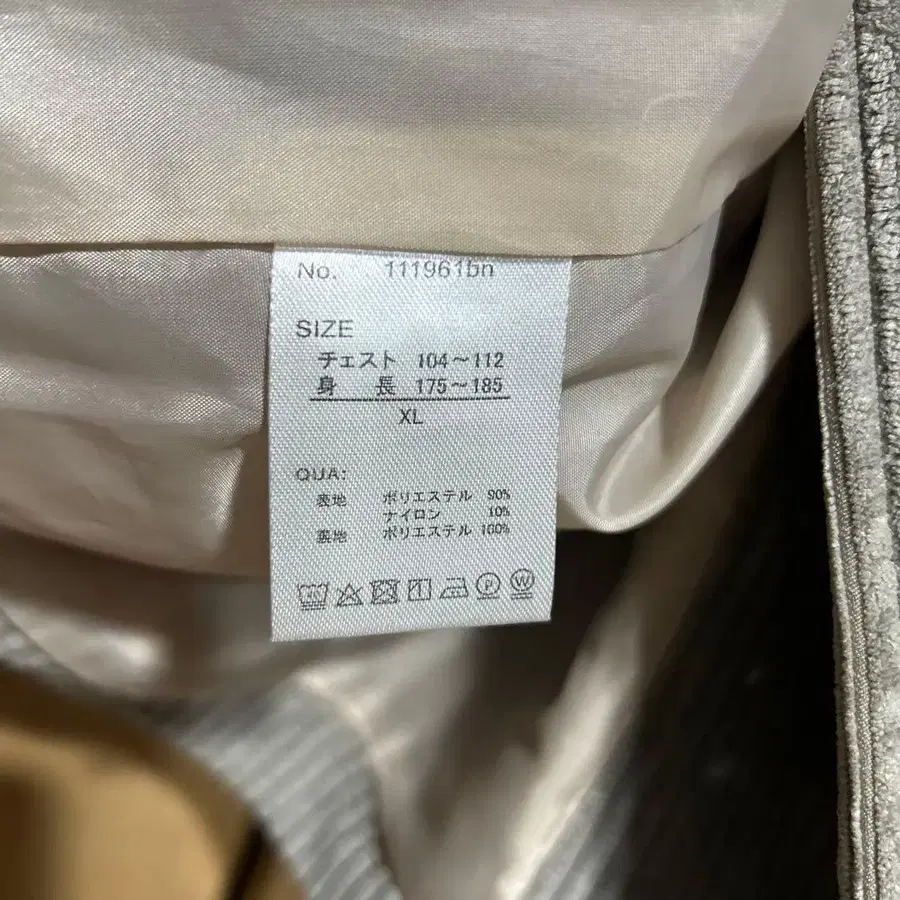 No. 111961bn
SIZE
チェスト 104～112
身 長 175～185
XL
QUA:
表地 ポリエステル 90%
ナイロン 10%
裏地 ポリエステル 100%
P W